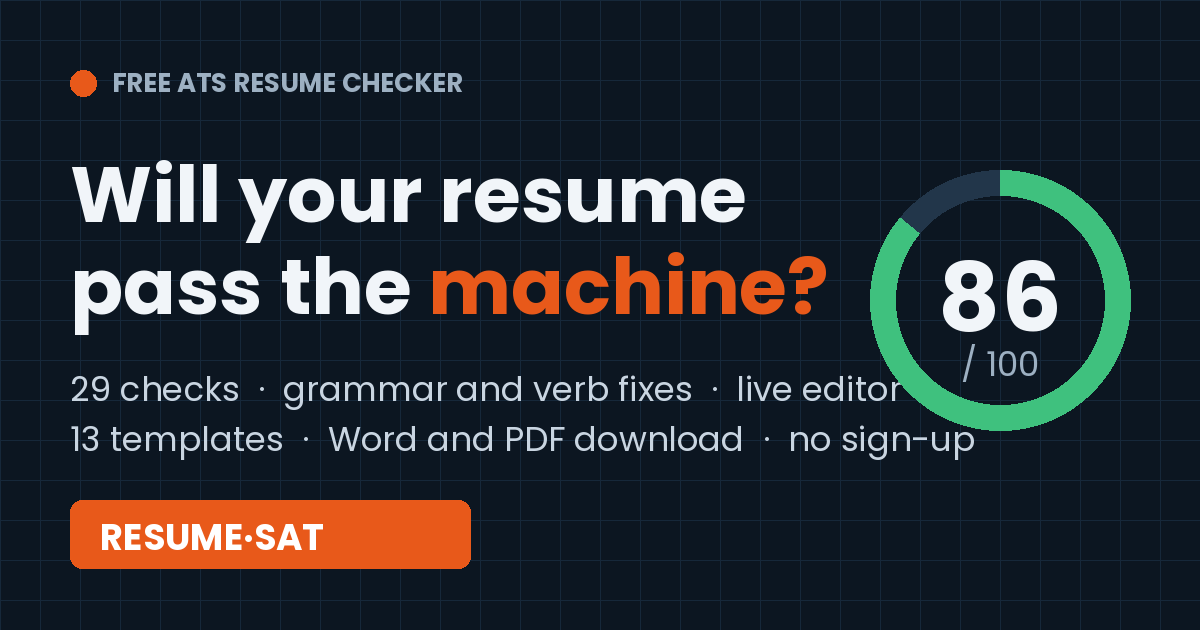 FREE ATS RESUME CHECKER
Will your resume
pass the machine?
29 checks · grammar and verb fixes · live editor
13 templates · Word and PDF download · no sign-up
86
/ 100
RESUME·SAT